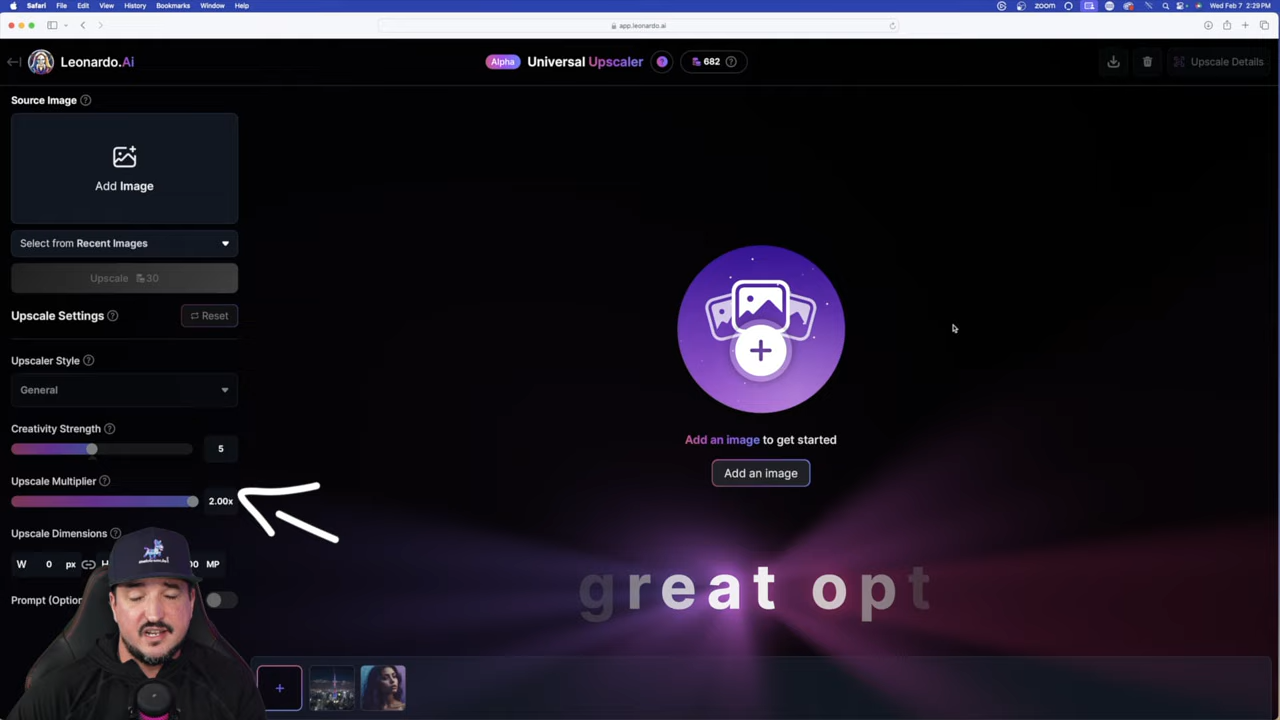 Safari File Edit View History Bookmarks Window Help
zoom
Wed Feb 7 2:29 PM
app.leonardo.ai
Leonardo.Ai
Alpha Universal Upscaler
682
Upscale Details
Source Image
Add Image
Select from Recent Images
Upscale 30
Upscale Settings
Reset
Upscaler Style
General
Creativity Strength
5
Upscale Multiplier
2.00x
Upscale Dimensions
W 0 px H
00 MP
Prompt (Option
Add an image to get started
Add an image
great opt